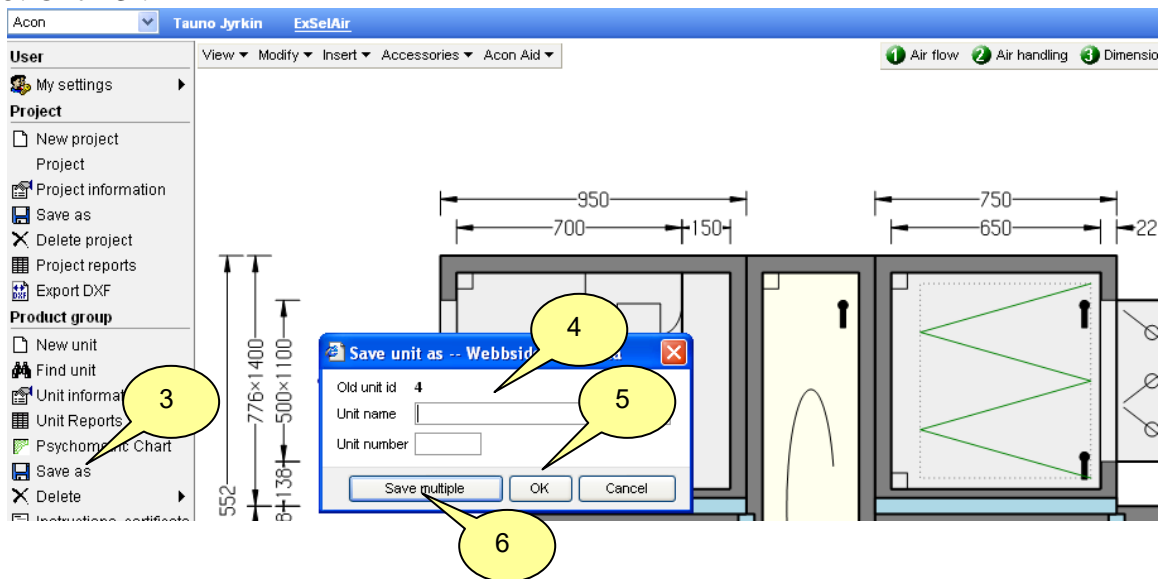 Acon Tauno Jyrkin ExSelAir
User
My settings
Project
New project
Project
Project information
Save as
Delete project
Project reports
Export DXF
Product group
New unit
Find unit
Unit informat
Unit Reports
Psychom Chart
Save as
Delete
View Modify Insert Accessories Acon Aid
1 Air flow 2 Air handling 3 Dimensio
950
700 150
750
650 22
776×1400
500×1100
138
552
8
Save unit as -- Webbsid
Old unit id 4
Unit name
Unit number
Save multiple OK Cancel
3
4
5
6